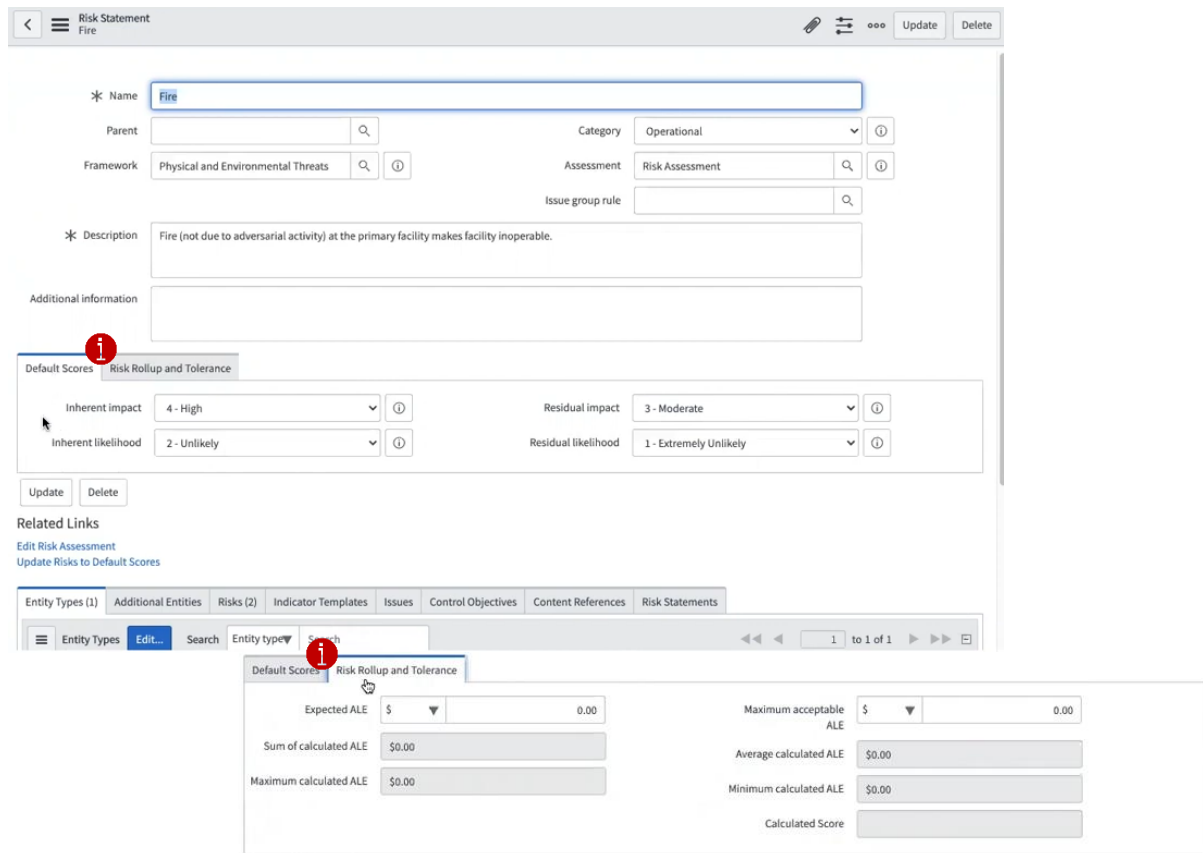 Risk Statement
Fire
Update Delete
Name Fire
Parent Category Operational
Framework Physical and Environmental Threats Assessment Risk Assessment
Issue group rule
Description Fire (not due to adversarial activity) at the primary facility makes facility inoperable.
Additional information
i
Default Scores Risk Rollup and Tolerance
Inherent impact 4 - High Residual impact 3 - Moderate
Inherent likelihood 2 - Unlikely Residual likelihood 1 - Extremely Unlikely
Update Delete
Related Links
Edit Risk Assessment
Update Risks to Default Scores
Entity Types (1) Additional Entities Risks (2) Indicator Templates Issues Control Objectives Content References Risk Statements
Entity Types Edit... Search Entity type Search 1 to 1 of 1
i
Default Scores Risk Rollup and Tolerance
Expected ALE $ 0.00 Maximum acceptable ALE $ 0.00
Sum of calculated ALE $0.00 Average calculated ALE $0.00
Maximum calculated ALE $0.00 Minimum calculated ALE $0.00
Calculated Score